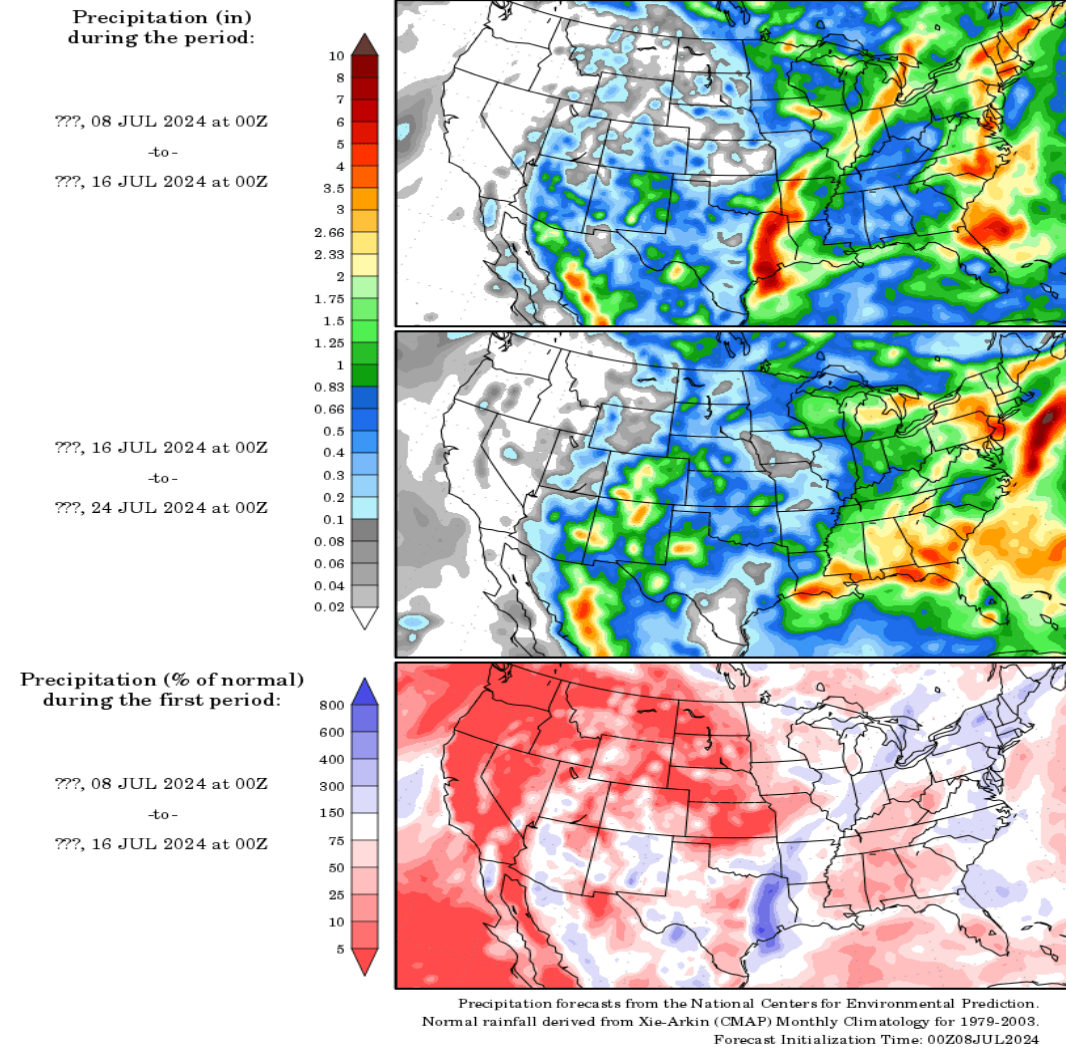 Precipitation (in)
during the period:
???, 08 JUL 2024 at 00Z
-to-
???, 16 JUL 2024 at 00Z
10
8
7
6
5
4
3.5
3
2.66
2.33
2
1.75
1.5
1.25
1
0.83
0.66
0.5
0.4
0.3
0.2
0.1
0.08
0.06
0.04
0.02
???, 16 JUL 2024 at 00Z
-to-
???, 24 JUL 2024 at 00Z
Precipitation (% of normal)
during the first period:
???, 08 JUL 2024 at 00Z
-to-
???, 16 JUL 2024 at 00Z
800
600
400
300
150
75
50
25
10
5
Precipitation forecasts from the National Centers for Environmental Prediction.
Normal rainfall derived from Xie-Arkin (CMAP) Monthly Climatology for 1979-2003.
Forecast Initialization Time: 00Z08JUL2024